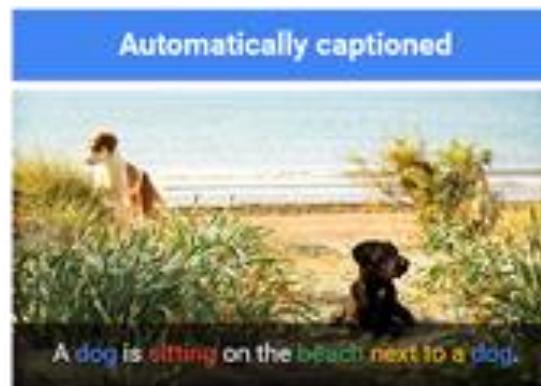 Automatically captioned
A dog is sitting on the beach next to a dog.